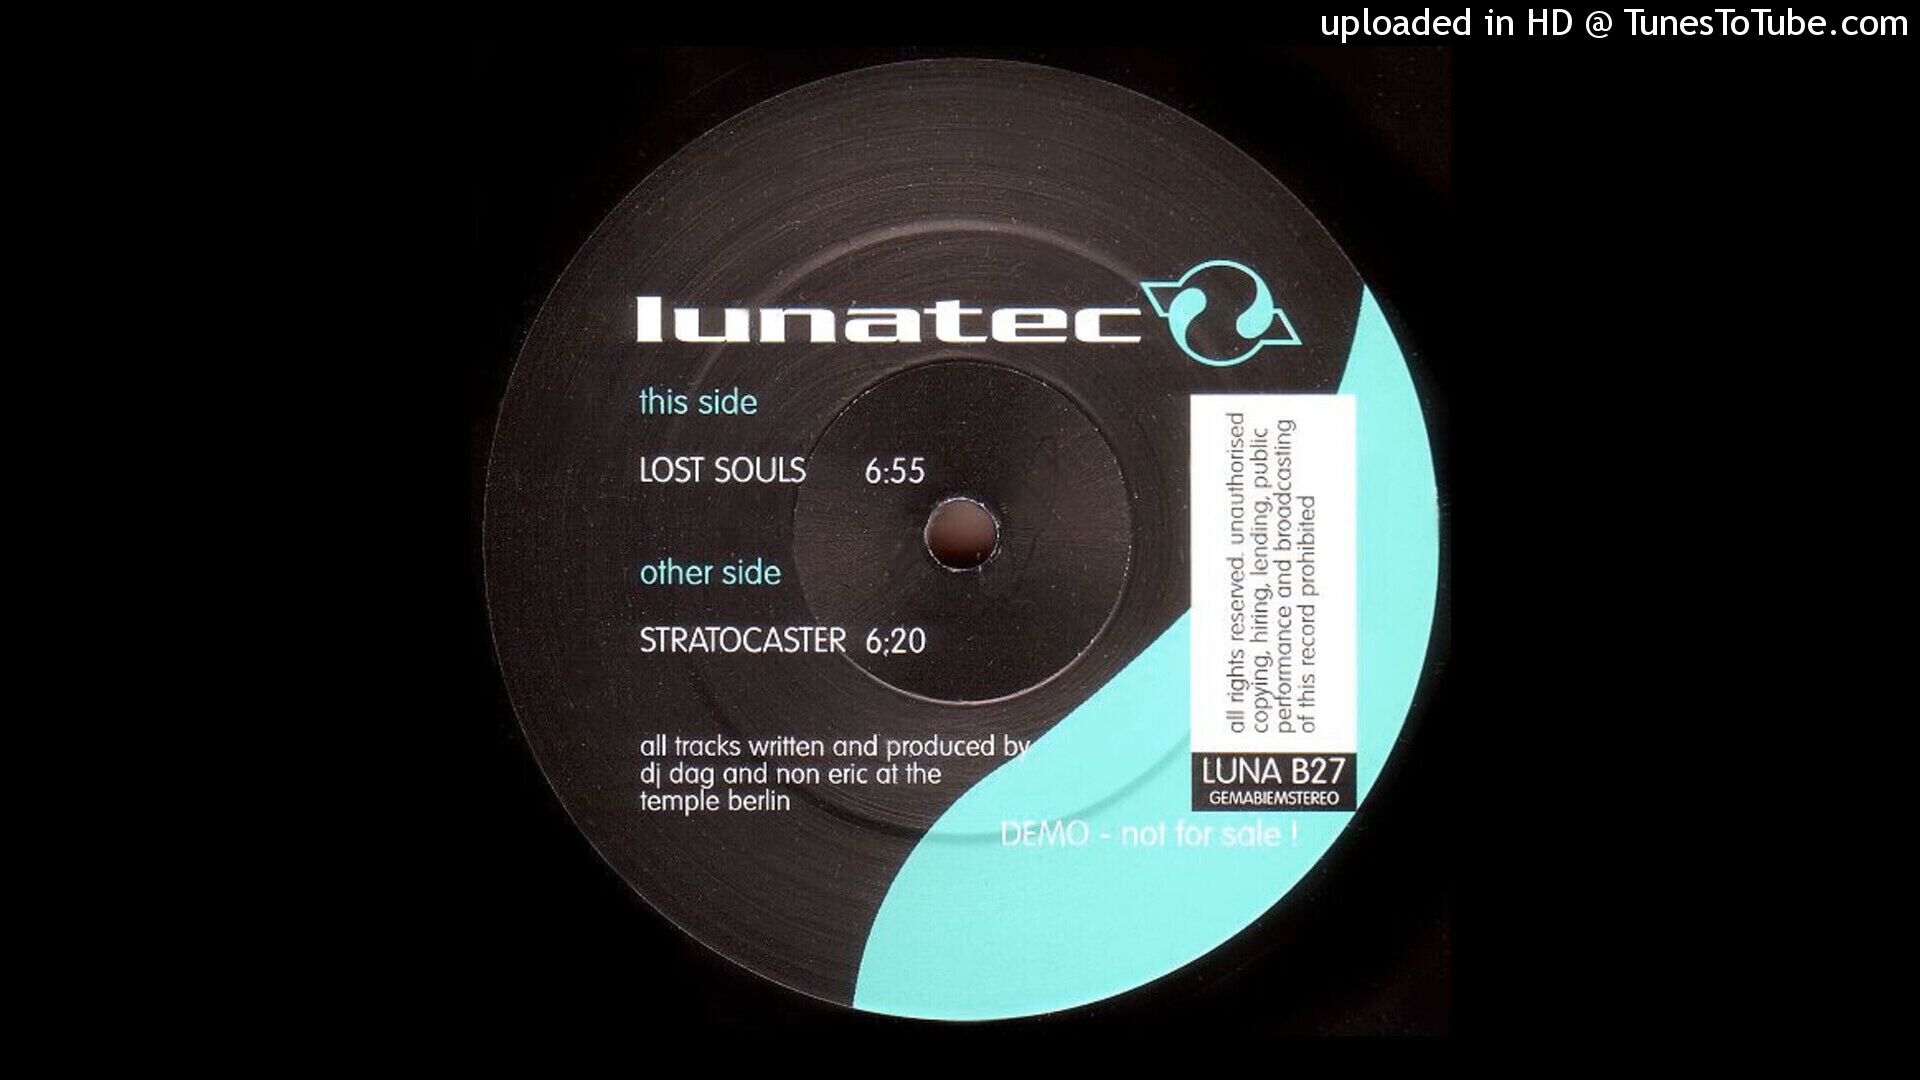 uploaded in HD @ TunesToTube.com
lunatec
this side
LOST SOULS 6:55
other side
STRATOCASTER 6:20
all tracks written and produced by
dj dag and non eric at the
temple berlin
all rights reserved. unauthorised
copying, hiring, lending, public
performance and broadcasting
of this record prohibited
LUNA B27
GEMABIEMSTEREO
DEMO - not for sale !